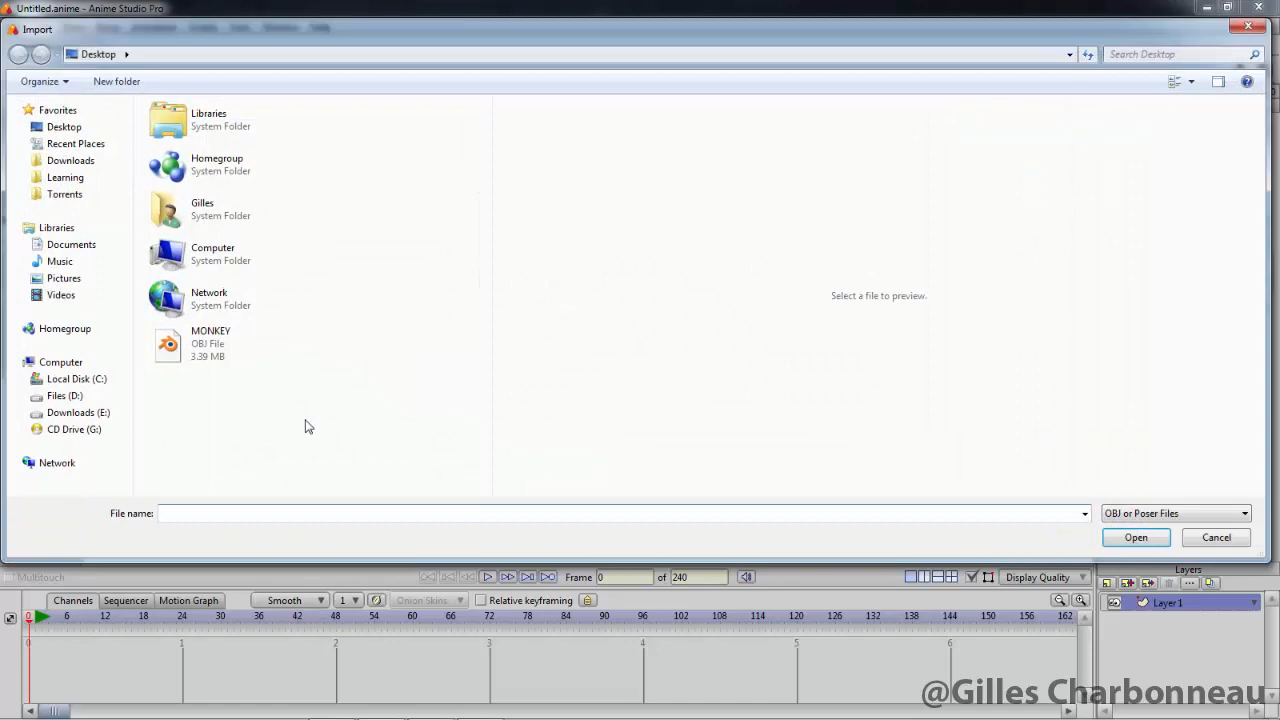 Untitled.anime - Anime Studio Pro
Import
Desktop
Search Desktop
Organize
New folder
Favorites
Desktop
Recent Places
Downloads
Learning
Torrents
Libraries
Documents
Music
Pictures
Videos
Homegroup
Computer
Local Disk (C:)
Files (D:)
Downloads (E:)
CD Drive (G:)
Network
Libraries
System Folder
Homegroup
System Folder
Gilles
System Folder
Computer
System Folder
Network
System Folder
MONKEY
OBJ File
3.39 MB
Select a file to preview.
File name:
OBJ or Poser Files
Open
Cancel
Multitouch
Frame 0 of 240
Display Quality
Layers
Channels Sequencer Motion Graph Smooth 1 Onion Skins Relative keyframing
Layer 1
0 6 12 18 24 30 36 42 48 54 60 66 72 78 84 90 96 102 108 114 120 126 132 138 144 150 156 162
0 1 2 3 4 5 6
@Gilles Charbonneau